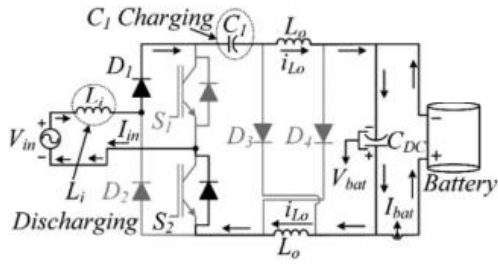 C1 Charging
C1
Lo
iLo
D1
Li
S1
D3
D4
CDC
Vin
Iin
Vbat
Battery
Li
D2
iLo
Ibat
Discharging
S2
Lo